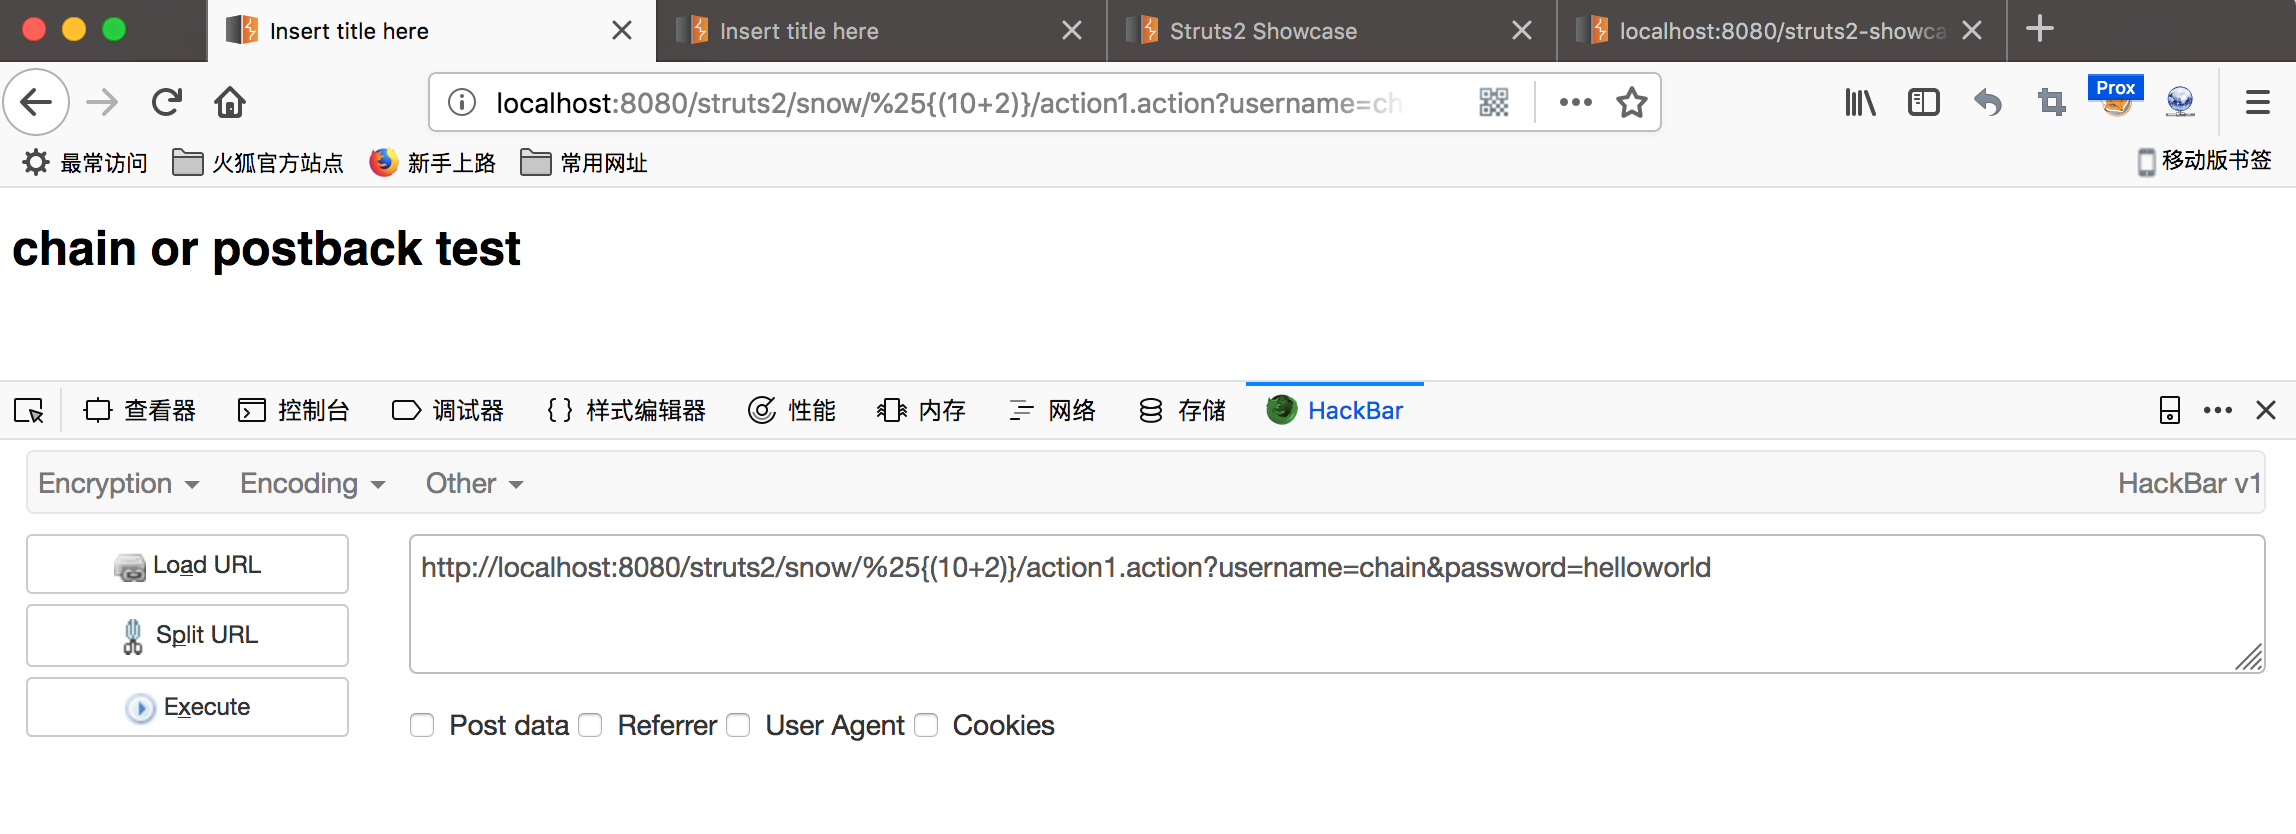 Insert title here
Insert title here
Struts2 Showcase
localhost:8080/struts2-showca
localhost:8080/struts2/snow/%25{(10+2)}/action1.action?username=ch
Prox
最常访问 火狐官方站点 新手上路 常用网址 移动版书签
chain or postback test
查看器 控制台 调试器 {} 样式编辑器 性能 内存 网络 存储 HackBar
Encryption Encoding Other HackBar v1
Load URL
http://localhost:8080/struts2/snow/%25{(10+2)}/action1.action?username=chain&password=helloworld
Split URL
Execute
Post data Referrer User Agent Cookies